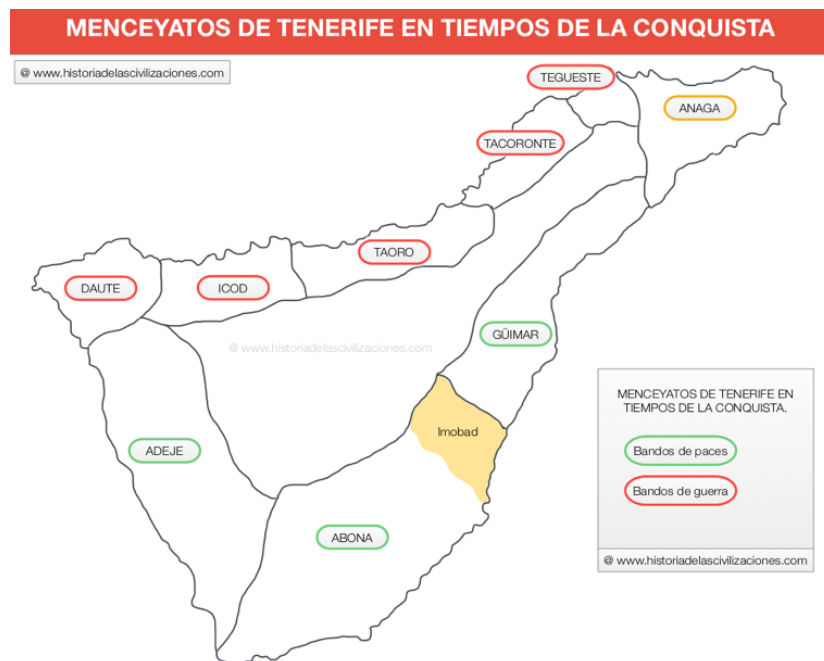 MENCEYATOS DE TENERIFE EN TIEMPOS DE LA CONQUISTA
@ www.historiadelascivilizaciones.com
TEGUESTE
ANAGA
TACORONTE
TAORO
DAUTE
ICOD
GÜIMAR
@ www.historiadelascivilizaciones.com
MENCEYATOS DE TENERIFE EN
TIEMPOS DE LA CONQUISTA.
Imobad
ADEJE
Bandos de paces
Bandos de guerra
ABONA
@ www.historiadelascivilizaciones.com